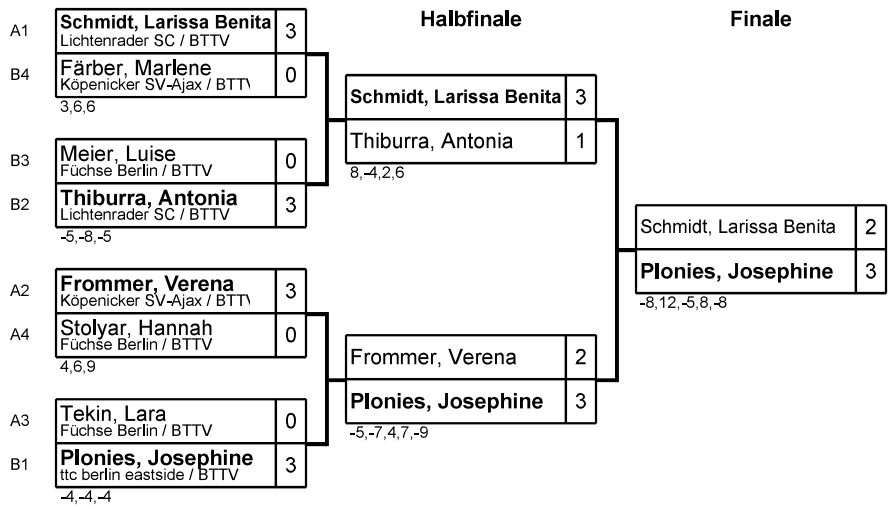 Halbfinale
Finale
A1
Schmidt, Larissa Benita 3
Lichtenrader SC / BTTV
B4
Färber, Marlene 0
Köpenicker SV-Ajax / BTTV
3,6,6
B3
Meier, Luise 0
Füchse Berlin / BTTV
B2
Thiburra, Antonia 3
Lichtenrader SC / BTTV
-5,-8,-5
A2
Frommer, Verena 3
Köpenicker SV-Ajax / BTTV
A4
Stolyar, Hannah 0
Füchse Berlin / BTTV
4,6,9
A3
Tekin, Lara 0
Füchse Berlin / BTTV
B1
Plonies, Josephine 3
ttc berlin eastside / BTTV
-4,-4,-4
Schmidt, Larissa Benita 3
Thiburra, Antonia 1
8,-4,2,6
Frommer, Verena 2
Plonies, Josephine 3
-5,-7,4,7,-9
Schmidt, Larissa Benita 2
Plonies, Josephine 3
-8,12,-5,8,-8